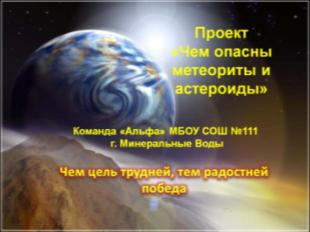 Проект
«Чем опасны
метеориты и
астероиды»
Команда «Альфа» МБОУ СОШ №111
г. Минеральные Воды
Чем цель трудней, тем радостней
победа